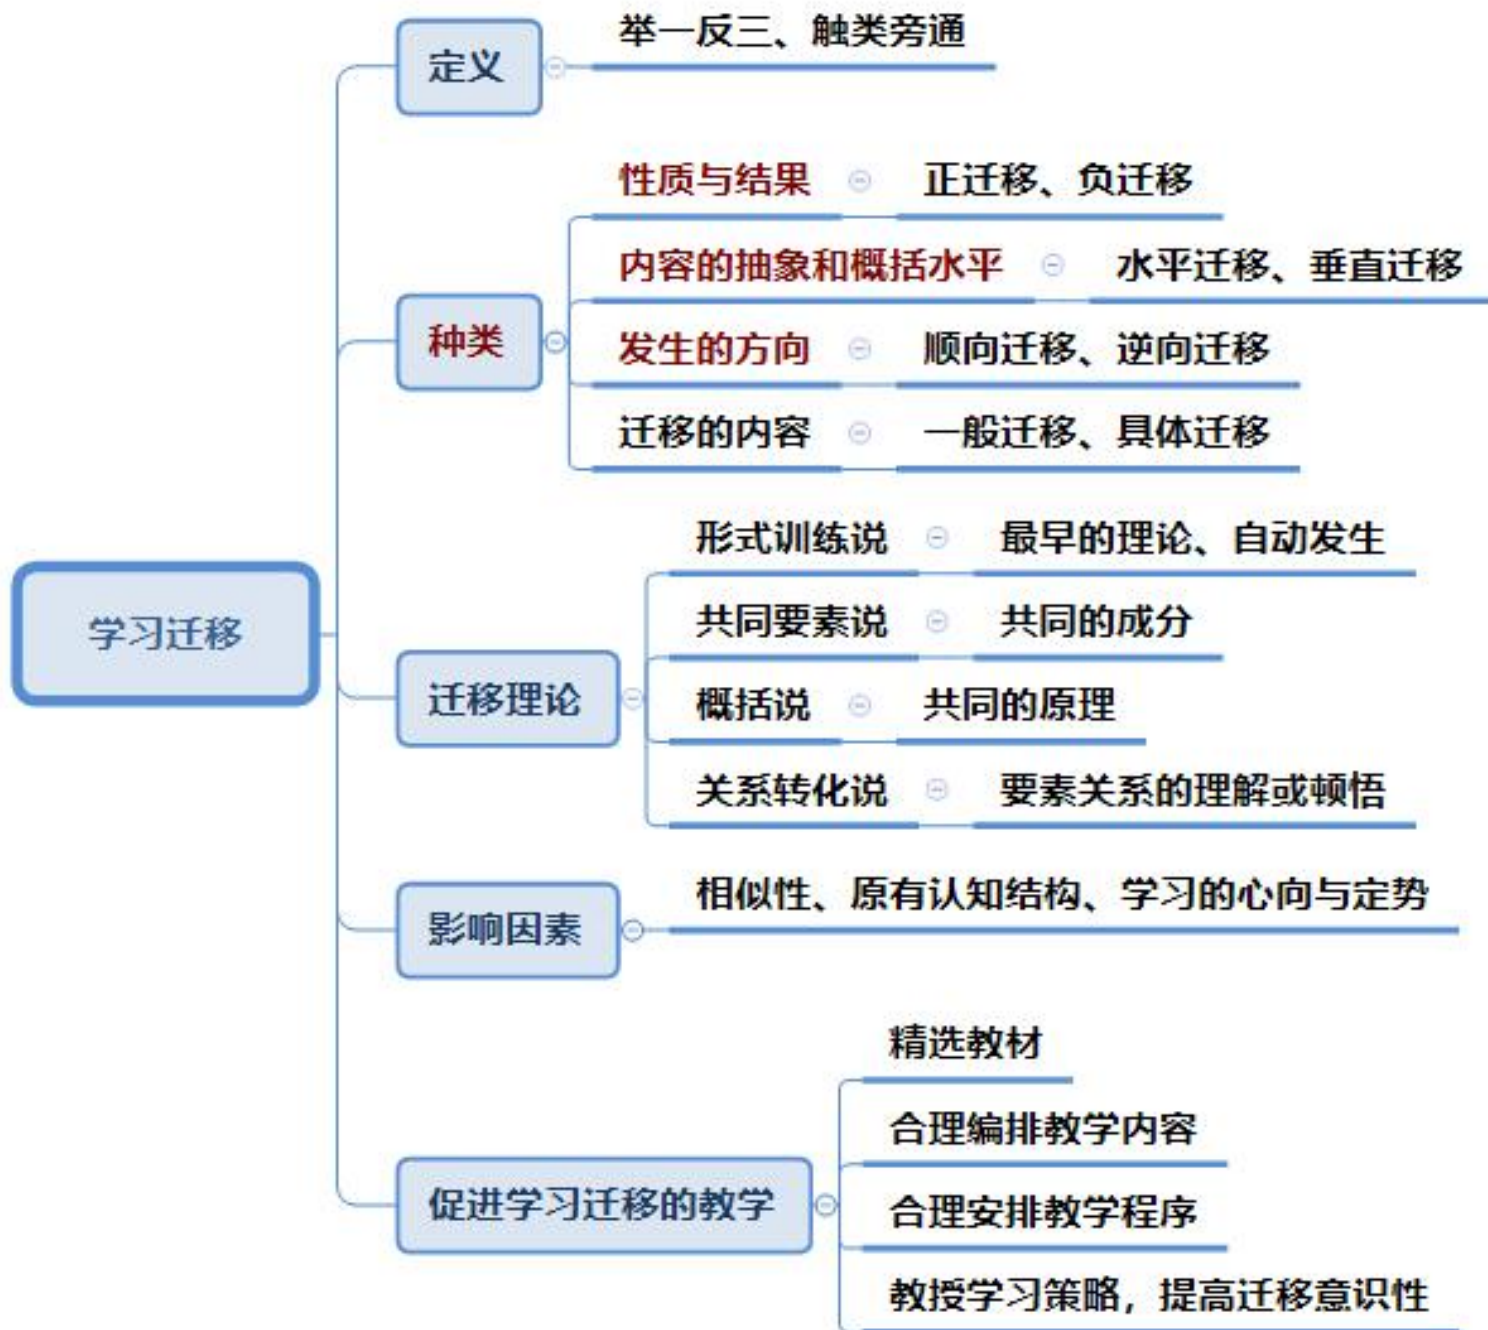 学习迁移
定义
举一反三、触类旁通
种类
性质与结果
正迁移、负迁移
内容的抽象和概括水平
水平迁移、垂直迁移
发生的方向
顺向迁移、逆向迁移
迁移的内容
一般迁移、具体迁移
迁移理论
形式训练说
最早的理论、自动发生
共同要素说
共同的成分
概括说
共同的原理
关系转化说
要素关系的理解或顿悟
影响因素
相似性、原有认知结构、学习的心向与定势
促进学习迁移的教学
精选教材
合理编排教学内容
合理安排教学程序
教授学习策略，提高迁移意识性